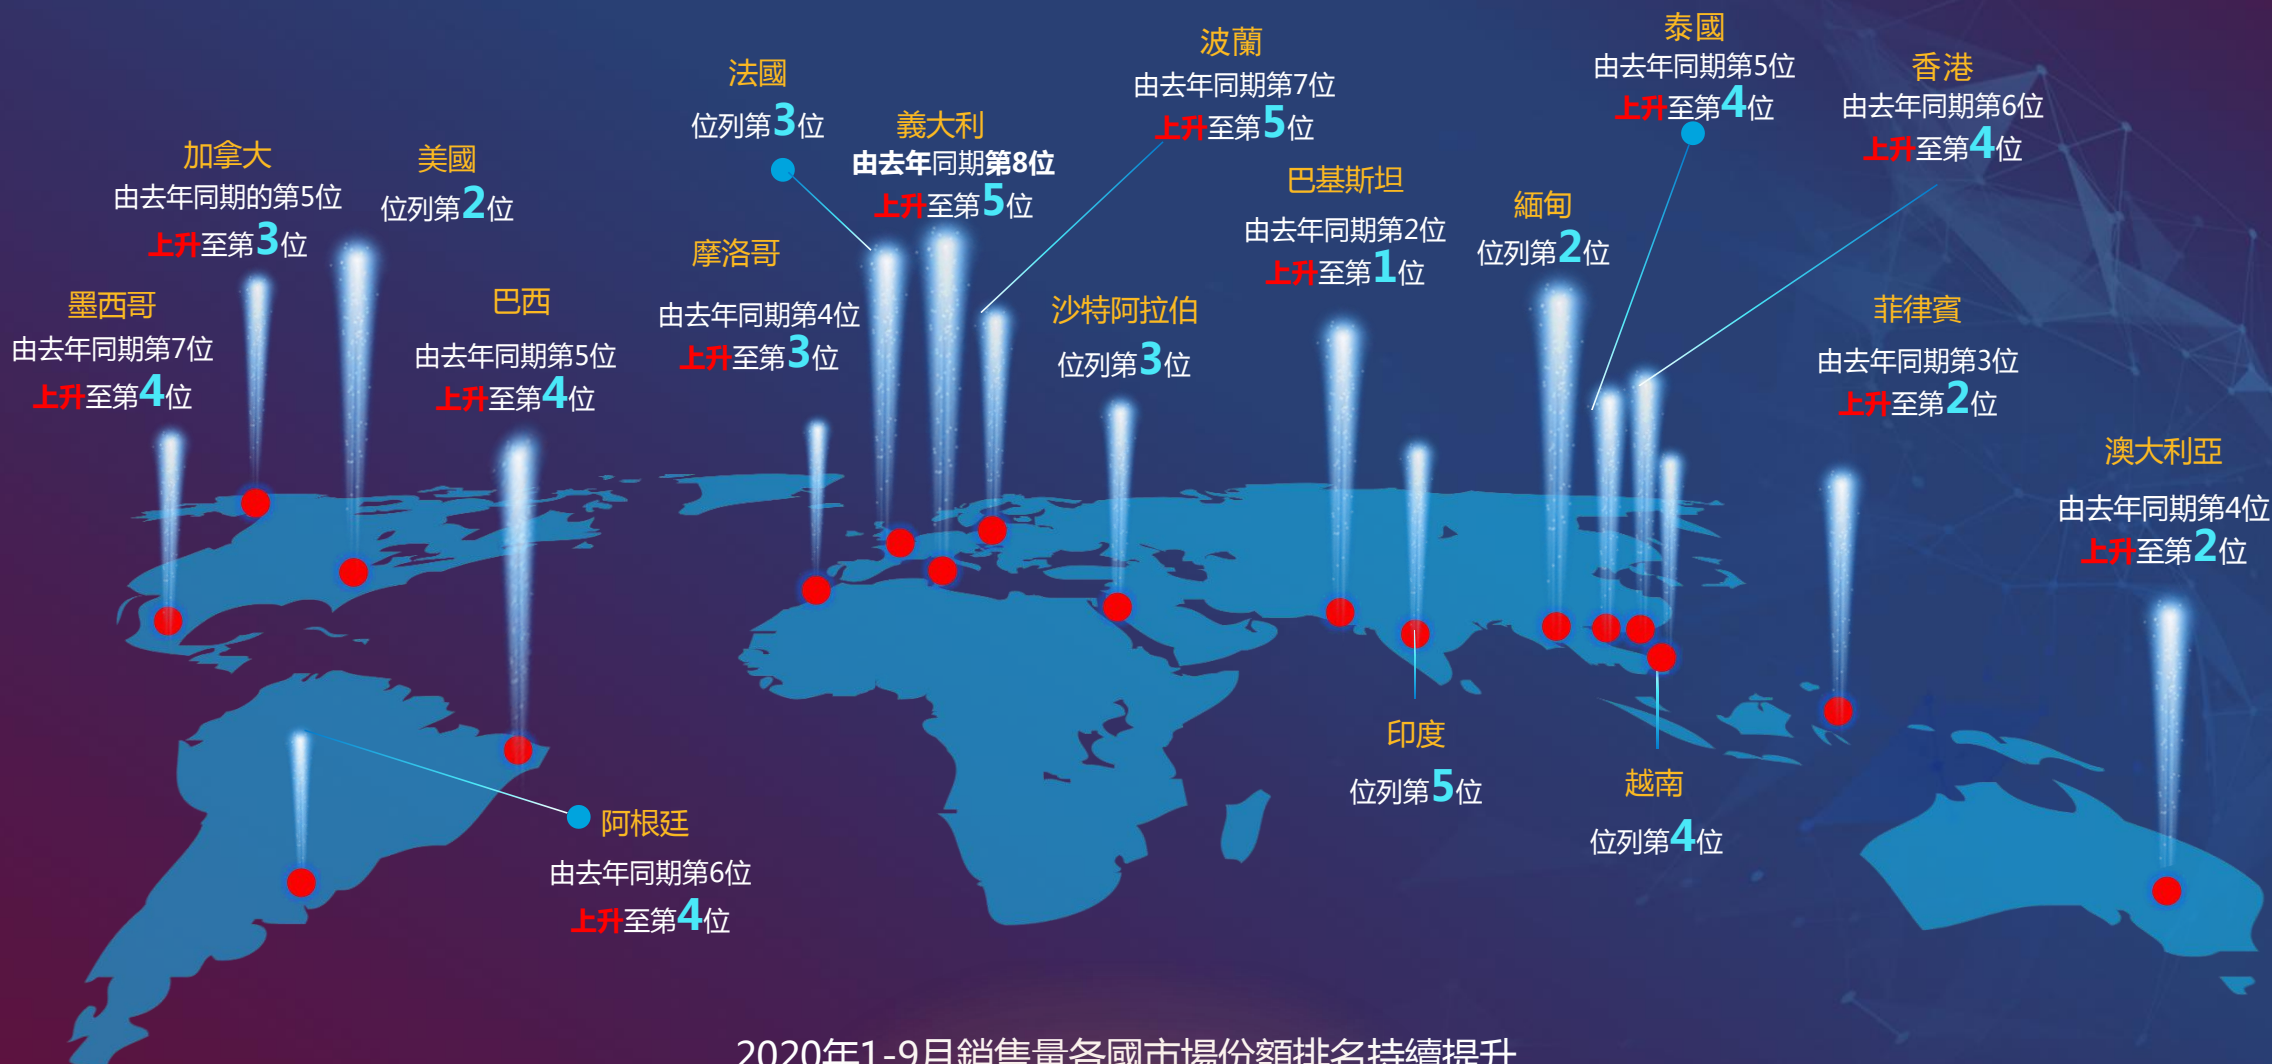 加拿大
由去年同期的第5位
上升至第3位
美國
位列第2位
墨西哥
由去年同期第7位
上升至第4位
巴西
由去年同期第5位
上升至第4位
阿根廷
由去年同期第6位
上升至第4位
法國
位列第3位
義大利
由去年同期第8位
上升至第5位
波蘭
由去年同期第7位
上升至第5位
摩洛哥
由去年同期第4位
上升至第3位
沙特阿拉伯
位列第3位
巴基斯坦
由去年同期第2位
上升至第1位
緬甸
位列第2位
泰國
由去年同期第5位
上升至第4位
香港
由去年同期第6位
上升至第4位
菲律賓
由去年同期第3位
上升至第2位
澳大利亞
由去年同期第4位
上升至第2位
印度
位列第5位
越南
位列第4位
2020年1-9月銷售量各國市場份額排名持續提升